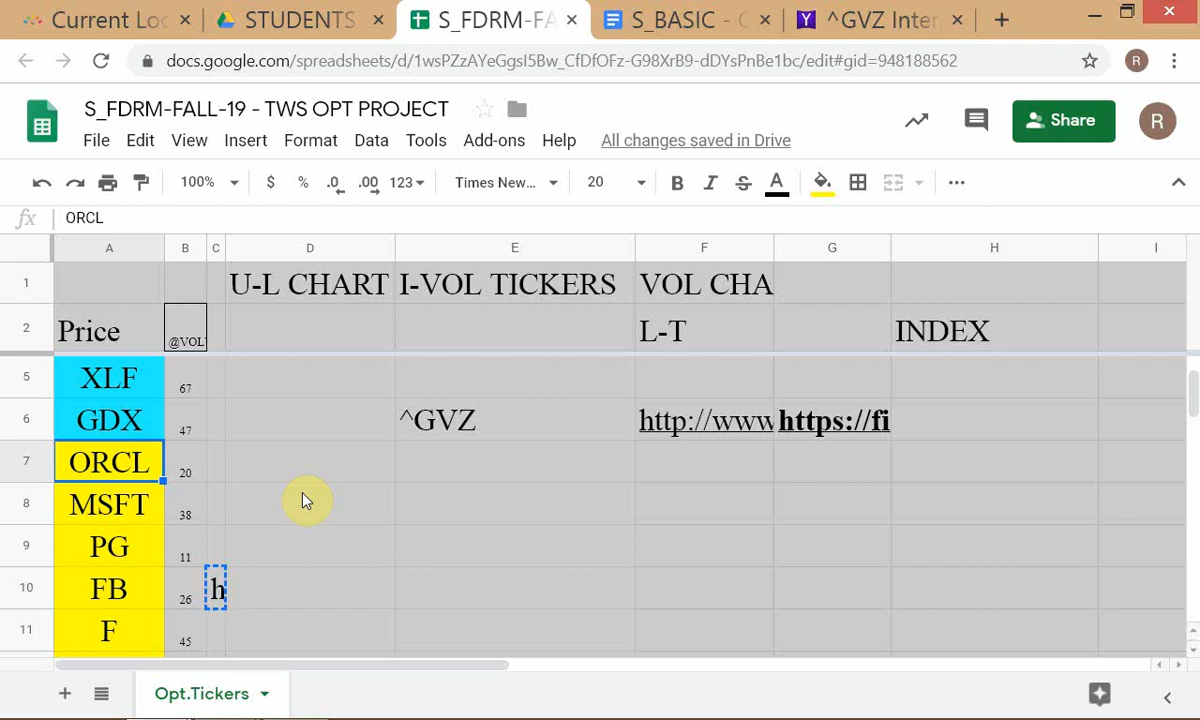 Current Loc × STUDENTS × S_FDRM-FA × S_BASIC - × ^GVZ Inter × +
docs.google.com/spreadsheets/d/1wsPZzAYeGgsI5Bw_CfDfOFz-G98XrB9-dDYsPnBe1bc/edit#gid=948188562 R
S_FDRM-FALL-19 - TWS OPT PROJECT
Share R
File Edit View Insert Format Data Tools Add-ons Help All changes saved in Drive
100% $ % .0 .00 123 Times New... 20 B I S A ...
fx ORCL
A B C D E F G H I
1 U-L CHART I-VOL TICKERS VOL CHA
2 Price @VOL L-T INDEX
5 XLF 67
6 GDX 47 ^GVZ http://www https://fi
7 ORCL 20
8 MSFT 38
9 PG 11
10 FB 26 h
11 F 45
+ Opt.Tickers